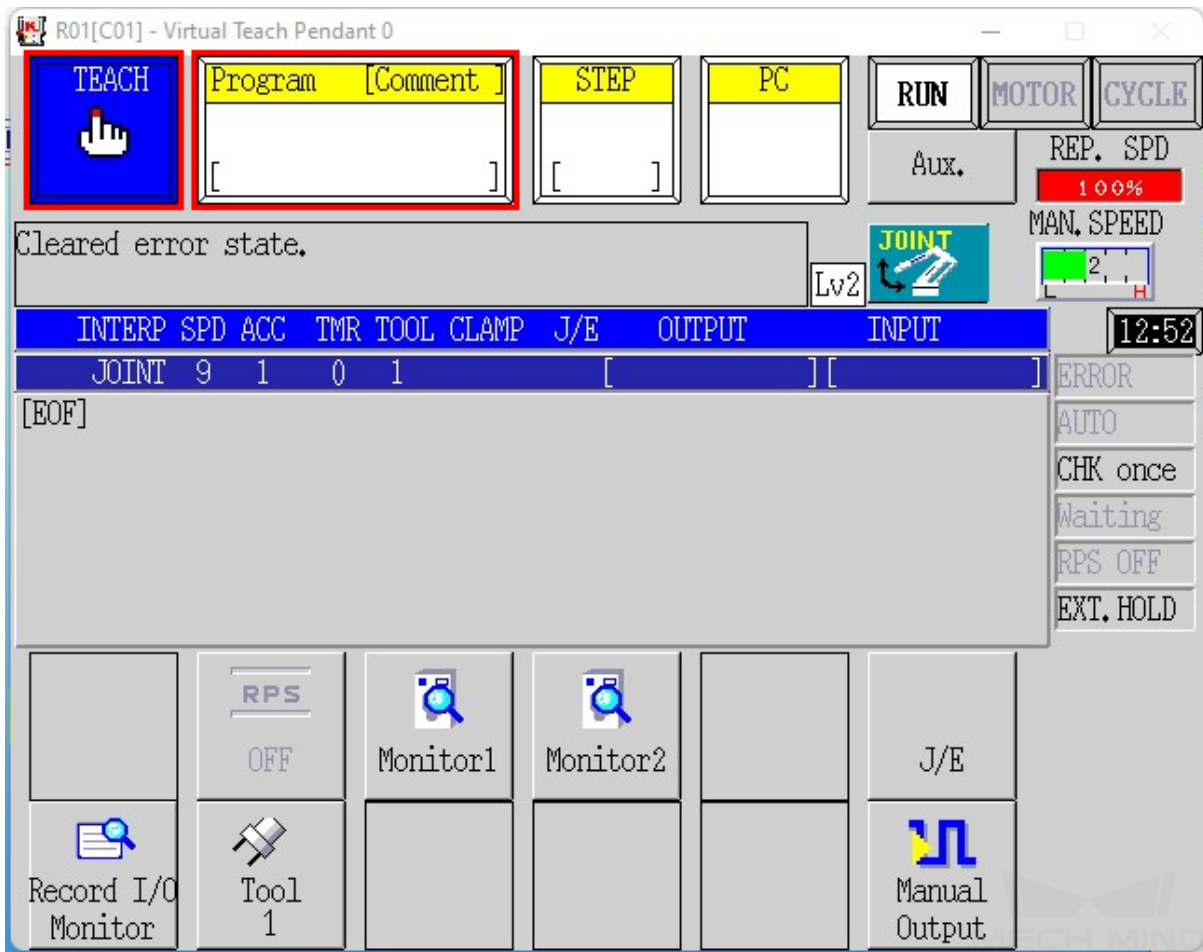 R01[C01] - Virtual Teach Pendant 0
TEACH
Program [Comment ]
[ ]
STEP
[ ]
PC
RUN MOTOR CYCLE
Aux.
REP. SPD
100%
Cleared error state.
Lv2
JOINT
MAN.SPEED
2
L H
INTERP SPD ACC TMR TOOL CLAMP J/E OUTPUT INPUT
JOINT 9 1 0 1 [ ][ ]
12:52
[EOF]
ERROR
AUTO
CHK once
Waiting
RPS OFF
EXT.HOLD
RPS
OFF
Monitor1
Monitor2
J/E
Record I/O
Monitor
Tool
1
Manual
Output
MECH MIND